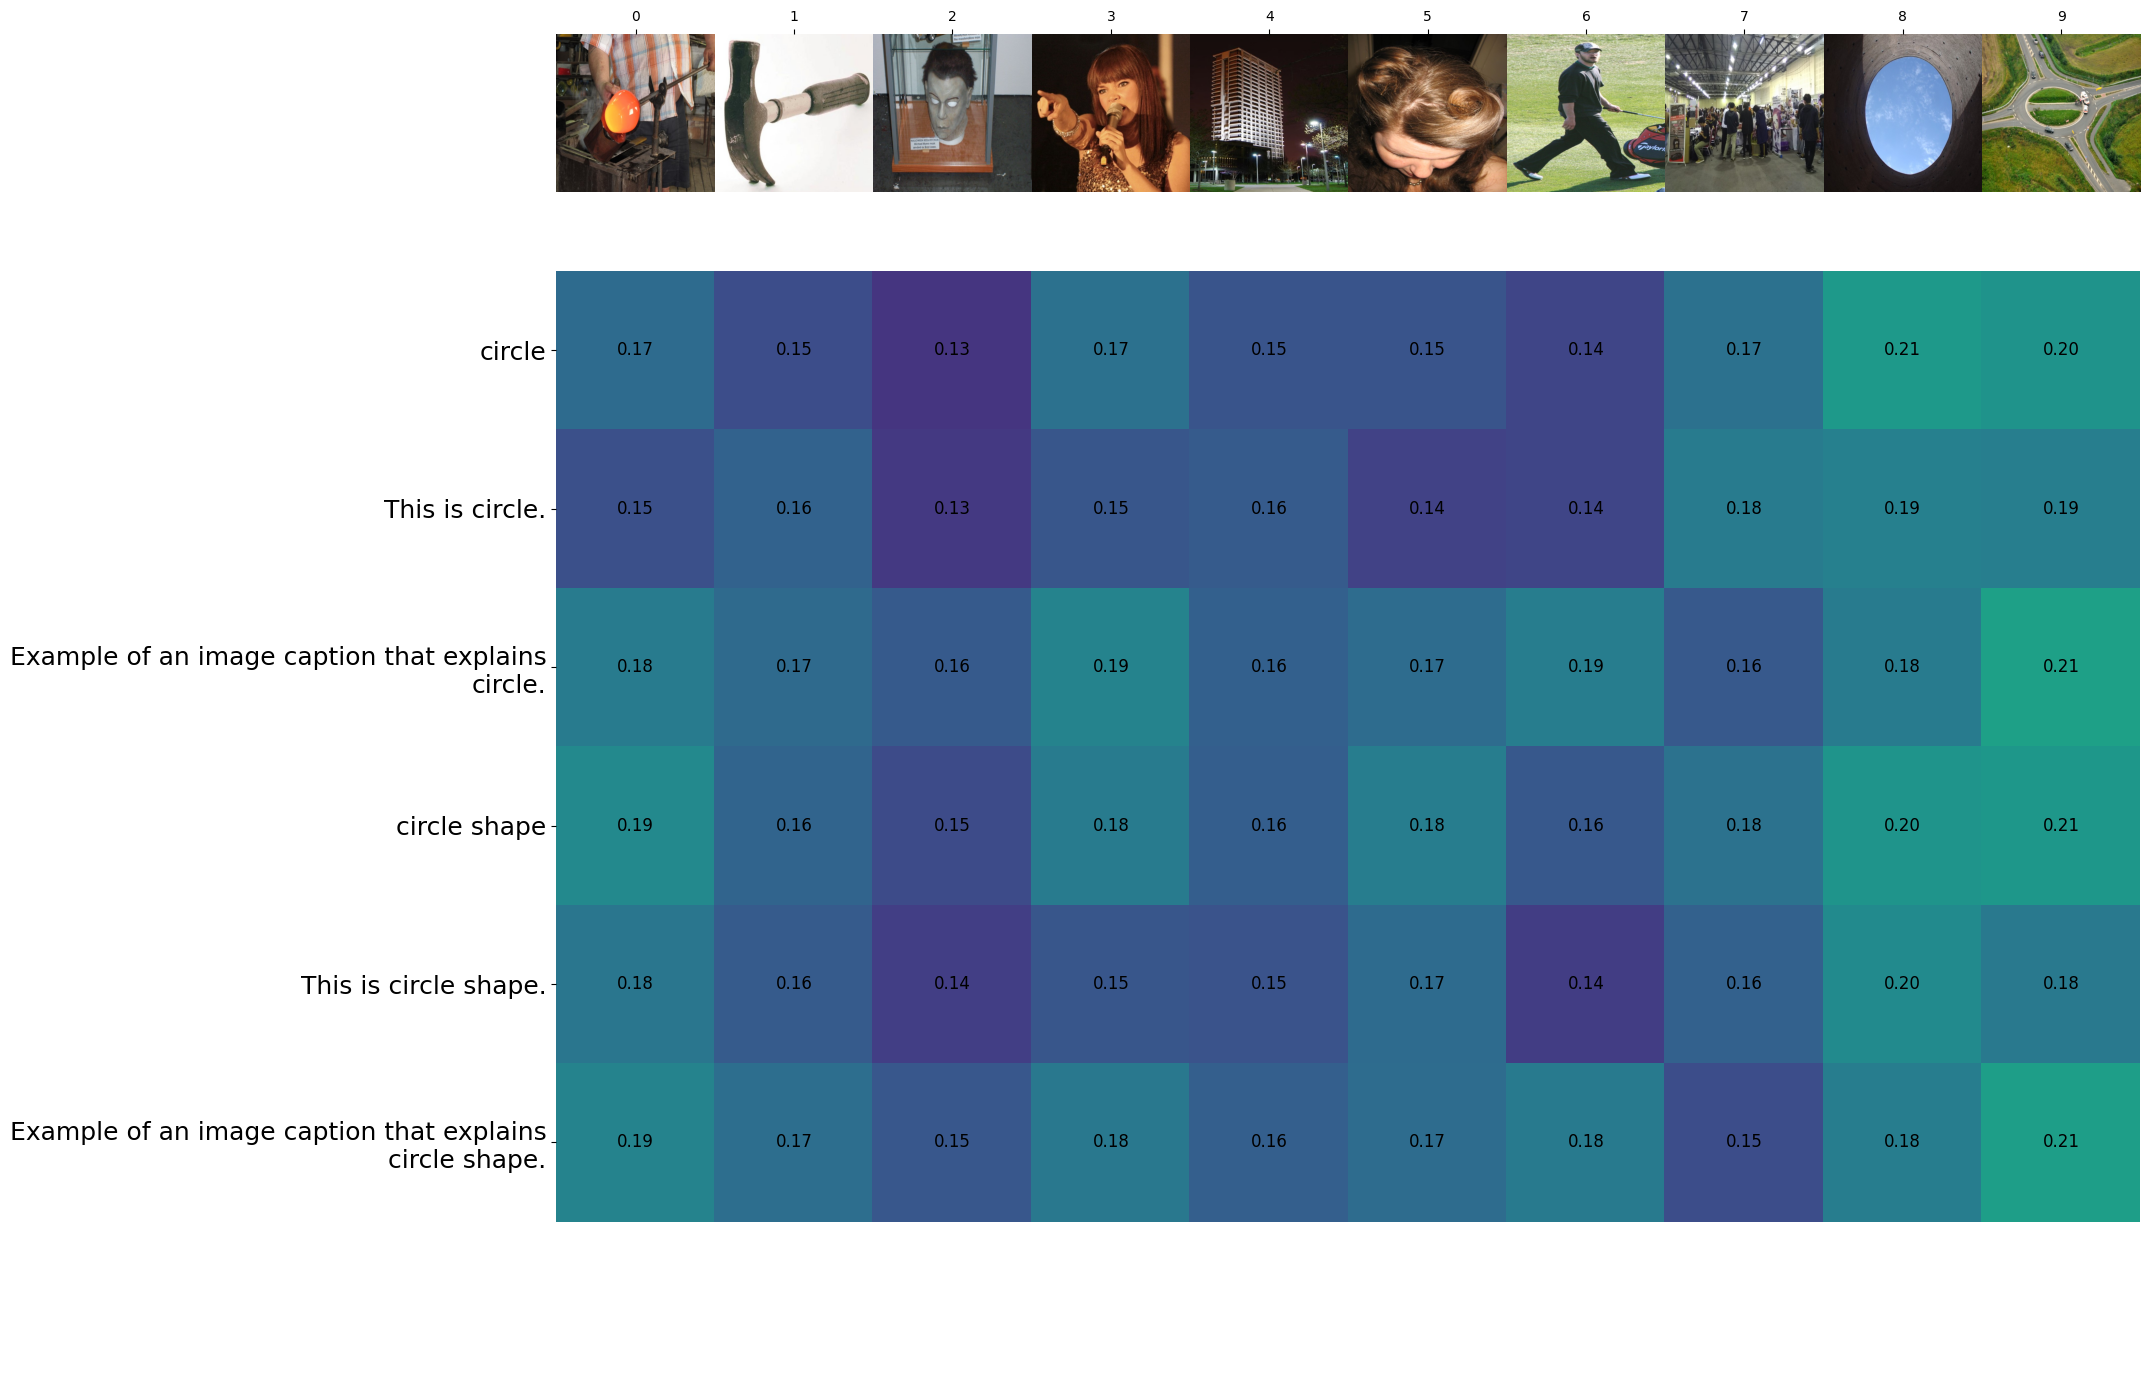 0 1 2 3 4 5 6 7 8 9
circle 0.17 0.15 0.13 0.17 0.15 0.15 0.14 0.17 0.21 0.20
This is circle. 0.15 0.16 0.13 0.15 0.16 0.14 0.14 0.18 0.19 0.19
Example of an image caption that explains
circle. 0.18 0.17 0.16 0.19 0.16 0.17 0.19 0.16 0.18 0.21
circle shape 0.19 0.16 0.15 0.18 0.16 0.18 0.16 0.18 0.20 0.21
This is circle shape. 0.18 0.16 0.14 0.15 0.15 0.17 0.14 0.16 0.20 0.18
Example of an image caption that explains
circle shape. 0.19 0.17 0.15 0.18 0.16 0.17 0.18 0.15 0.18 0.21